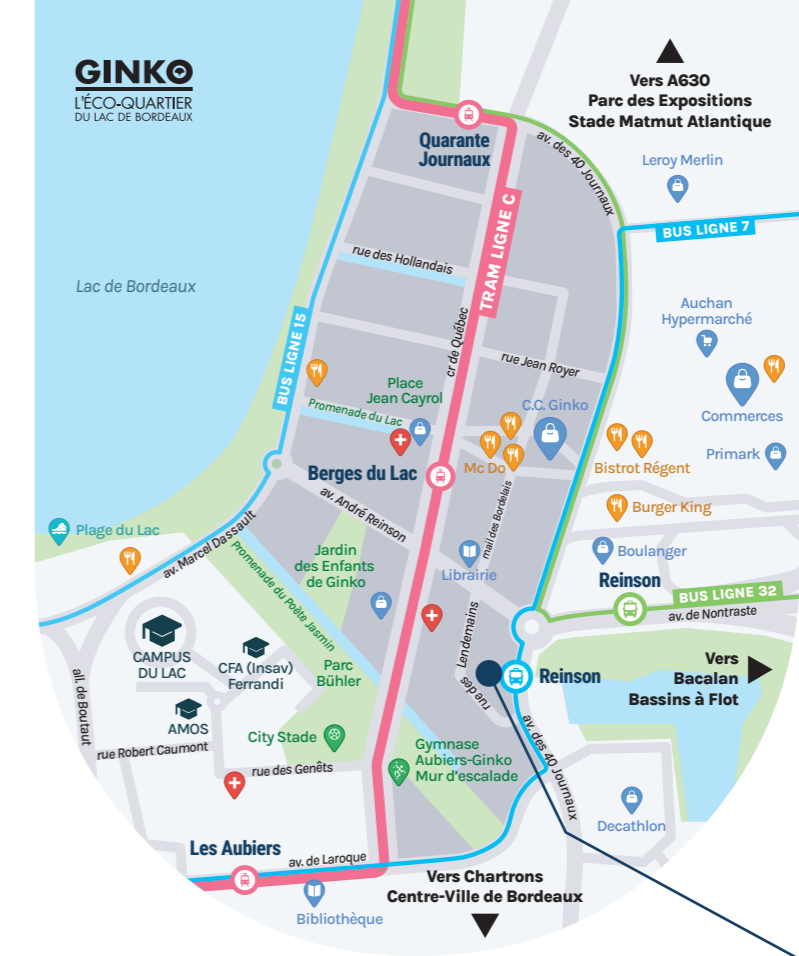 GINKO
L'ÉCO-QUARTIER
DU LAC DE BORDEAUX
Vers A630
Parc des Expositions
Stade Matmut Atlantique
Quarante
Journaux
av. des 40 Journaux
Leroy Merlin
TRAM LIGNE C
BUS LIGNE 7
rue des Hollandais
Lac de Bordeaux
Auchan
Hypermarché
BUS LIGNE 15
cr de Québec
rue Jean Royer
Place
Jean Cayrol
Promenade du Lac
C.C. Ginko
Commerces
Mc Do
Bistrot Régent
Primark
Berges du Lac
av. André Reinson
mail des Bordelais
Burger King
Plage du Lac
av. Marcel Dassault
Jardin
des Enfants
de Ginko
Librairie
Boulanger
Reinson
BUS LIGNE 32
av. de Nontraste
Promenade du Poète Jasmin
CAMPUS
DU LAC
CFA (Insav)
Ferrandi
Parc
Bühler
rue des Lendemains
Reinson
Vers
Bacalan
Bassins à Flot
all. de Boutaut
AMOS
City Stade
rue Robert Caumont
rue des Genêts
Gymnase
Aubiers-Ginko
Mur d'escalade
av. des 40 Journaux
Decathlon
Les Aubiers
av. de Laroque
Vers Chartrons
Centre-Ville de Bordeaux
Bibliothèque